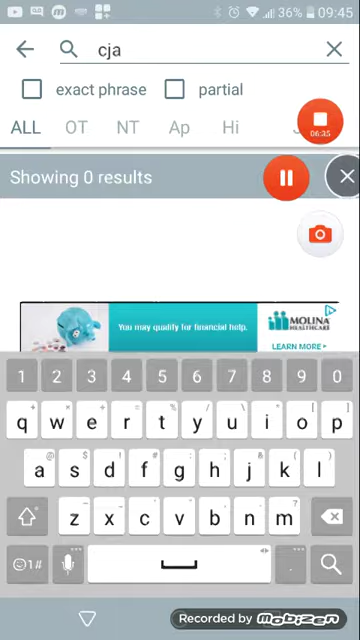 36% 09:45
cja
exact phrase partial
06:35
ALL OT NT Ap Hi
Showing 0 results
You may qualify for financial help.
MOLINA
HEALTHCARE
LEARN MORE
1 2 3 4 5 6 7 8 9 0
q w e r t y u i o p
a s d f g h j k l
z x c v b n m
1#
Recorded by mobizen